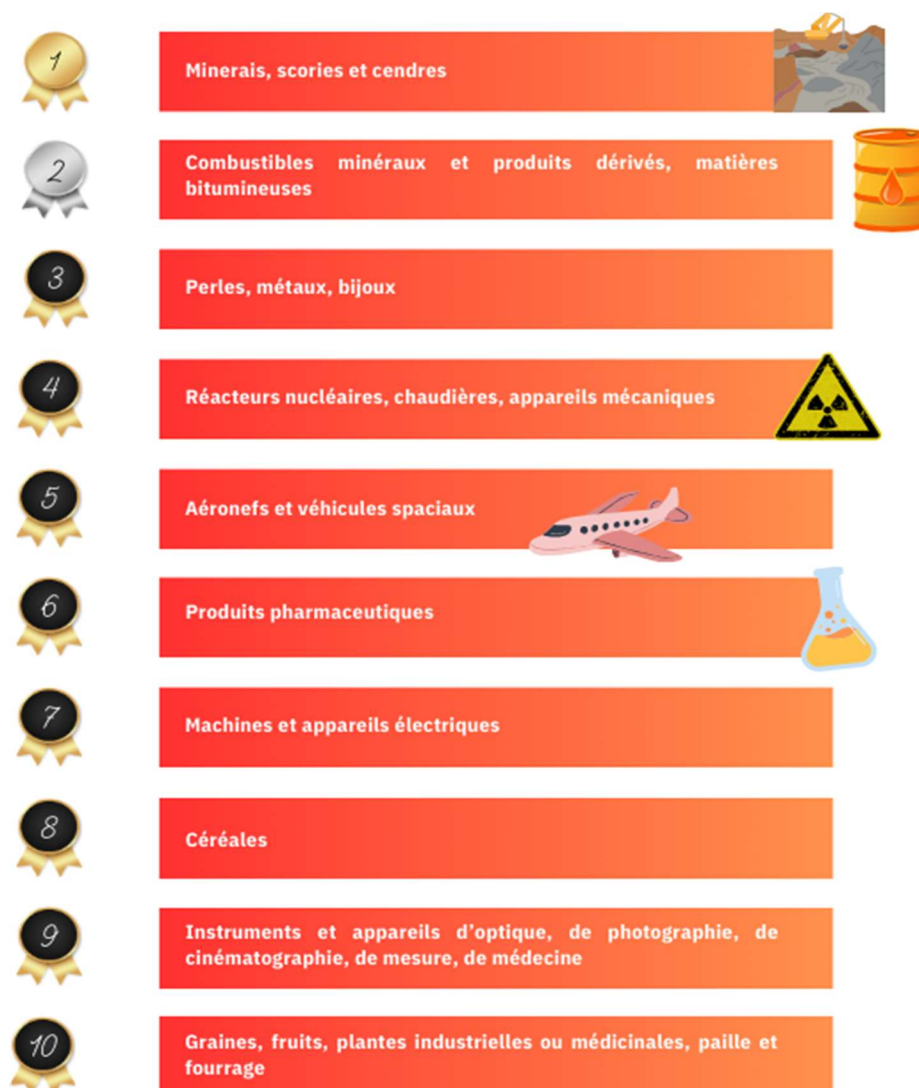 1
Minerais, scories et cendres
2
Combustibles minéraux et produits dérivés, matières
bitumineuses
3
Perles, métaux, bijoux
4
Réacteurs nucléaires, chaudières, appareils mécaniques
5
Aéronefs et véhicules spaciaux
6
Produits pharmaceutiques
7
Machines et appareils électriques
8
Céréales
9
Instruments et appareils d’optique, de photographie, de
cinématographie, de mesure, de médecine
10
Graines, fruits, plantes industrielles ou médicinales, paille et
fourrage